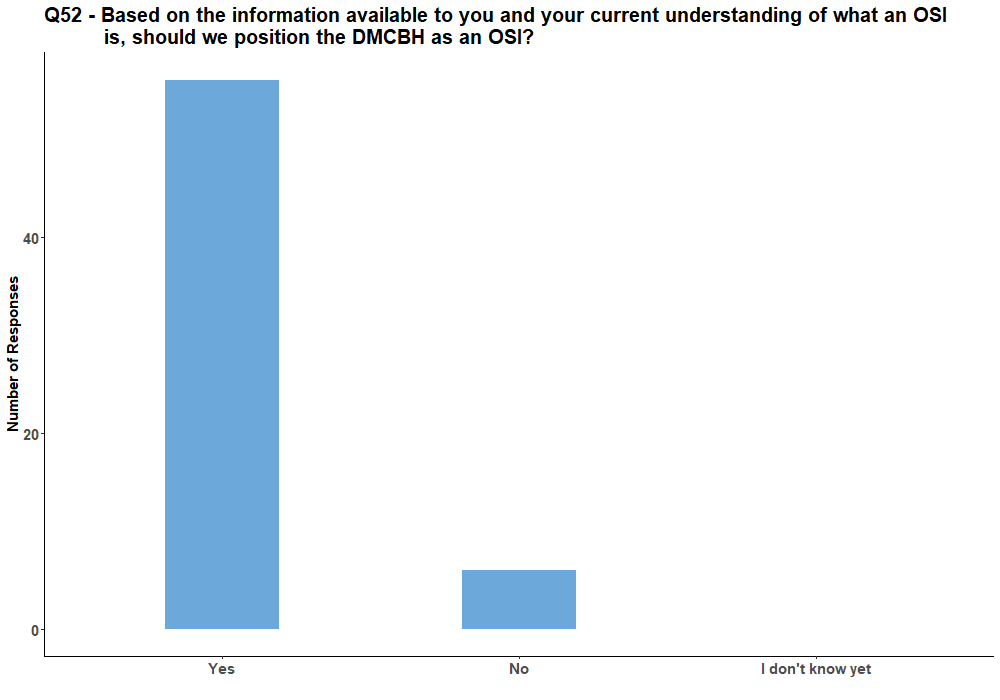 Q52 - Based on the information available to you and your current understanding of what an OSI
is, should we position the DMCBH as an OSI?
Number of Responses
40
20
0
Yes
No
I don't know yet